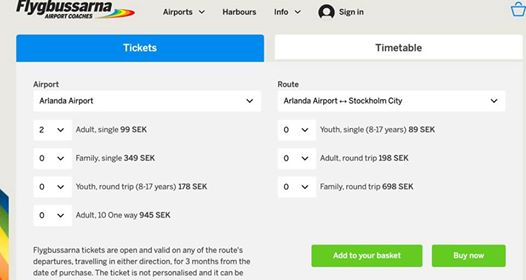 Flygbussarna
AIRPORT COACHES
Airports
Harbours
Info
Sign in
Tickets
Timetable
Airport
Arlanda Airport
Route
Arlanda Airport ↔ Stockholm City
2 Adult, single 99 SEK
0 Youth, single (8-17 years) 89 SEK
0 Family, single 349 SEK
0 Adult, round trip 198 SEK
0 Youth, round trip (8-17 years) 178 SEK
0 Family, round trip 698 SEK
0 Adult, 10 One way 945 SEK
Flygbussarna tickets are open and valid on any of the route's
departures, travelling in either direction, for 3 months from the
date of purchase. The ticket is not personalised and it can be
Add to your basket
Buy now